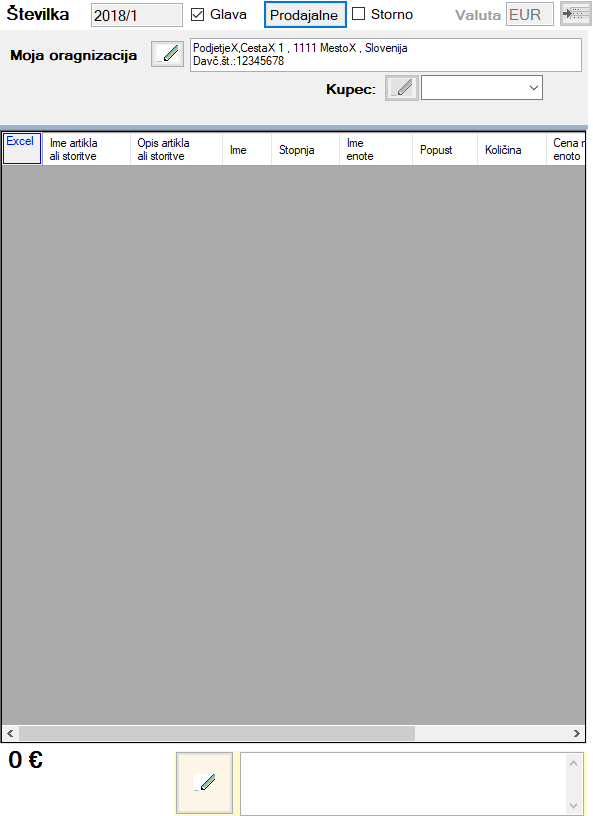 Številka 2018/1 Glava Prodajalne Storno Valuta EUR
Moja oragnizacija
PodjetjeX,CestaX 1 , 1111 MestoX , Slovenija
Davč.št.:12345678
Kupec:
Excel
Ime artikla
ali storitve
Opis artikla
ali storitve
Ime
Stopnja
Ime
enote
Popust
Količina
Cena
enoto
0 €